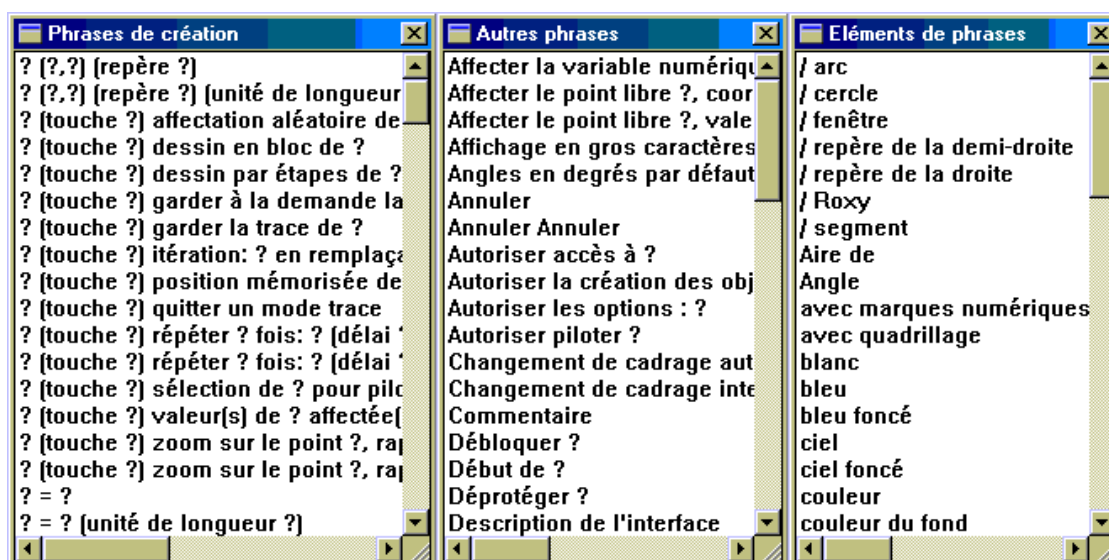 Phrases de création
? (?,?) (repère ?)
? (?,?) (repère ?) (unité de longueur
? (touche ?) affectation aléatoire de
? (touche ?) dessin en bloc de ?
? (touche ?) dessin par étapes de ?
? (touche ?) garder à la demande la
? (touche ?) garder la trace de ?
? (touche ?) itération: ? en remplaça
? (touche ?) position mémorisée de
? (touche ?) quitter un mode trace
? (touche ?) répéter ? fois: ? (délai ?
? (touche ?) répéter ? fois: ? (délai ?
? (touche ?) sélection de ? pour pilo
? (touche ?) valeur(s) de ? affectée(
? (touche ?) zoom sur le point ?, rap
? (touche ?) zoom sur le point ?, rap
? = ?
? = ? (unité de longueur ?)
Autres phrases
Affecter la variable numériqu
Affecter le point libre ?, coor
Affecter le point libre ?, vale
Affichage en gros caractères
Angles en degrés par défaut
Annuler
Annuler Annuler
Autoriser accès à ?
Autoriser la création des obj
Autoriser les options : ?
Autoriser piloter ?
Changement de cadrage aut
Changement de cadrage inte
Commentaire
Débloquer ?
Début de ?
Déprotéger ?
Description de l'interface
Eléments de phrases
/ arc
/ cercle
/ fenêtre
/ repère de la demi-droite
/ repère de la droite
/ Roxy
/ segment
Aire de
Angle
avec marques numériques
avec quadrillage
blanc
bleu
bleu foncé
ciel
ciel foncé
couleur
couleur du fond